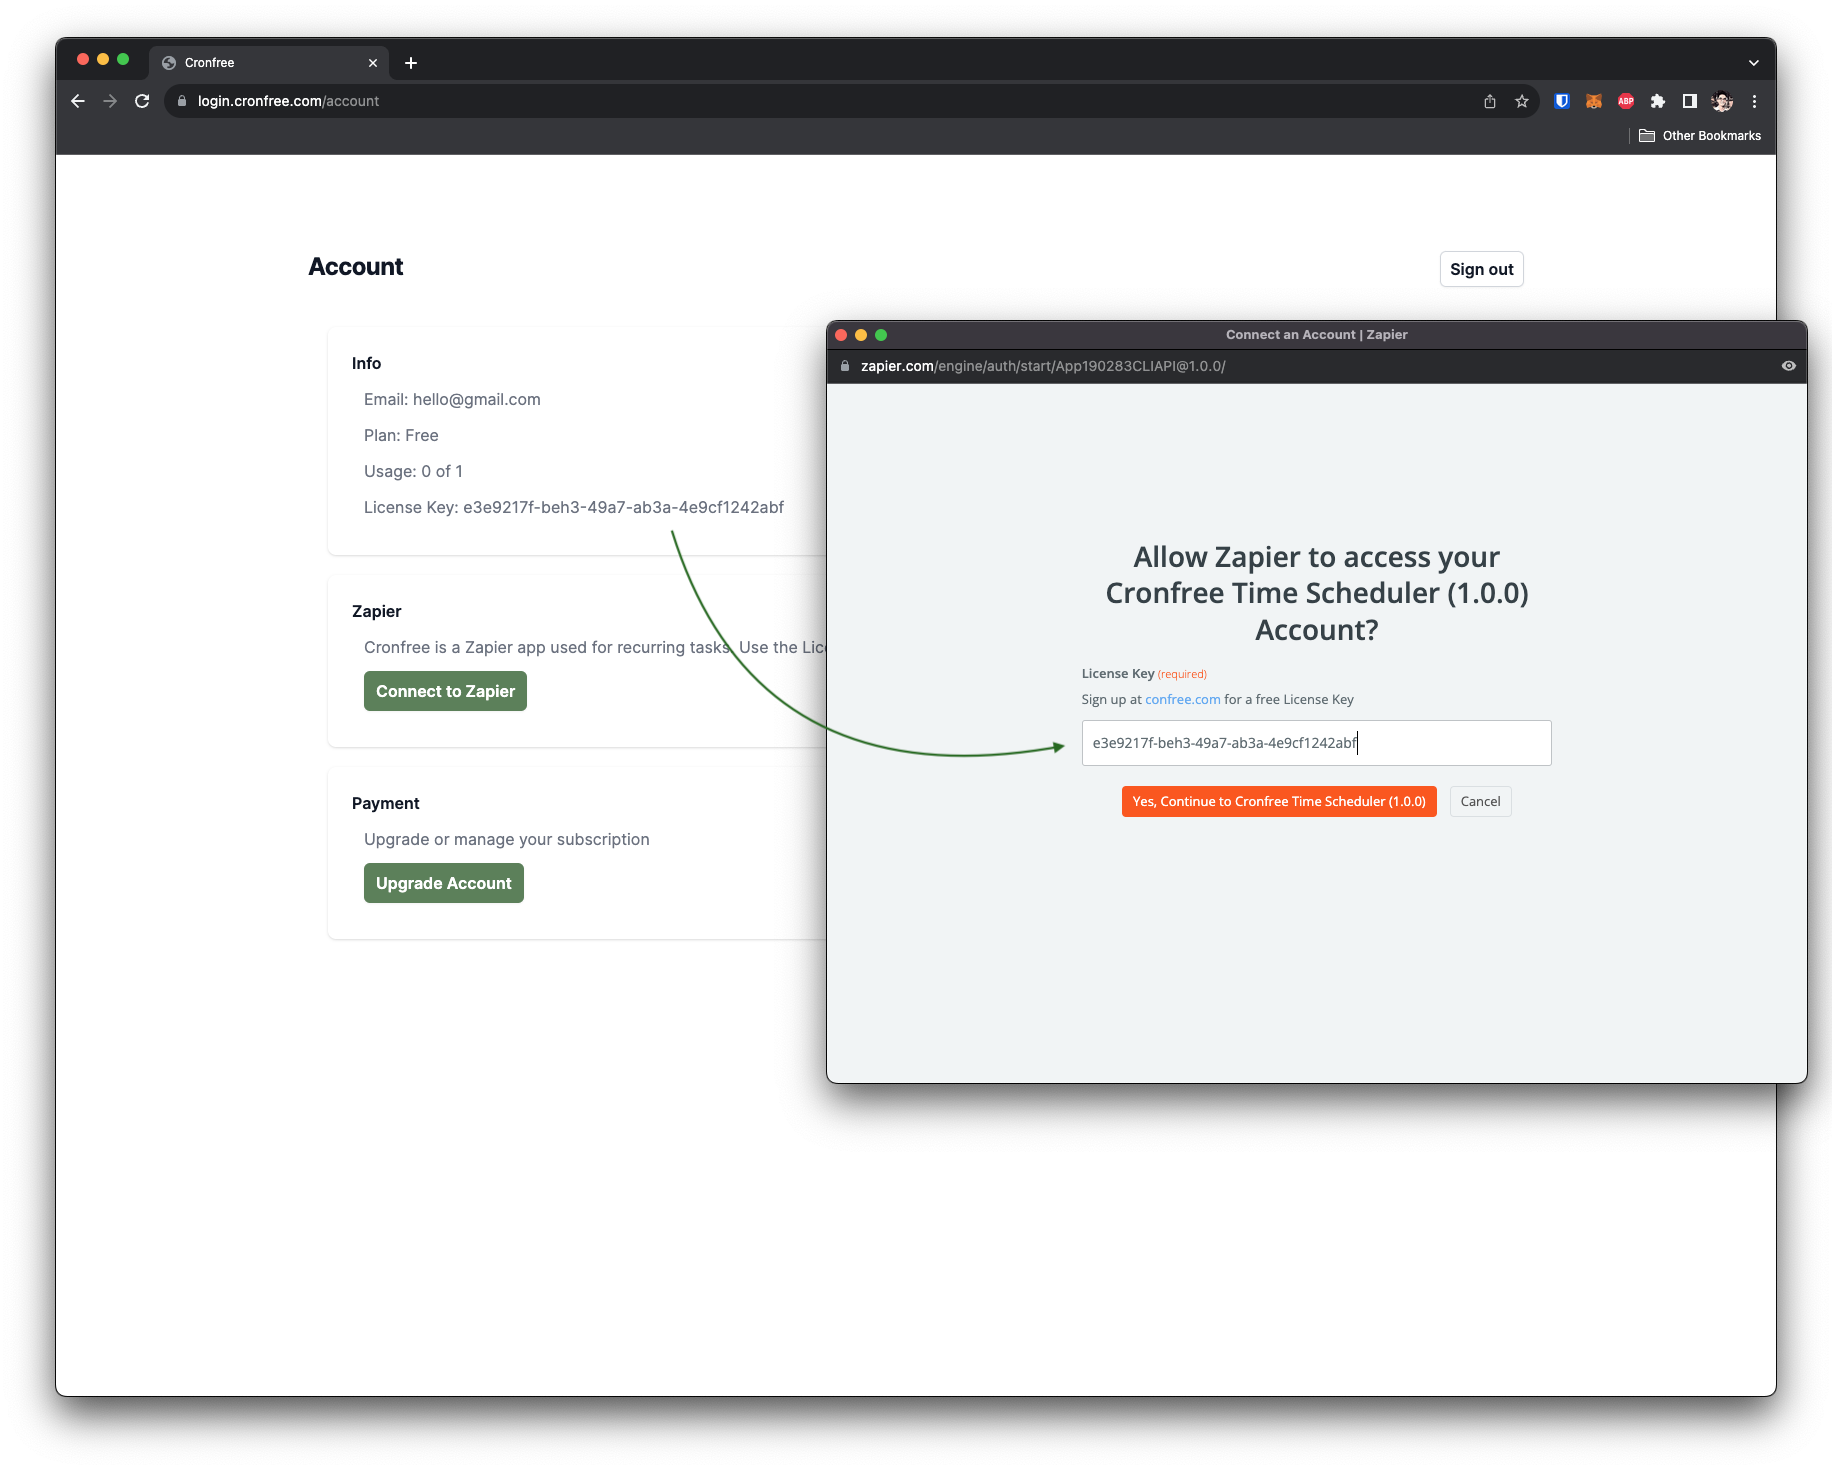 Cronfree
login.cronfree.com/account
ABP
Other Bookmarks
Account
Sign out
Info
Email: hello@gmail.com
Plan: Free
Usage: 0 of 1
License Key: e3e9217f-beh3-49a7-ab3a-4e9cf1242abf
Zapier
Cronfree is a Zapier app used for recurring tasks. Use the Lic
Connect to Zapier
Payment
Upgrade or manage your subscription
Upgrade Account
Connect an Account | Zapier
zapier.com/engine/auth/start/App190283CLIAPI@1.0.0/
Allow Zapier to access your
Cronfree Time Scheduler (1.0.0)
Account?
License Key (required)
Sign up at confree.com for a free License Key
e3e9217f-beh3-49a7-ab3a-4e9cf1242abf
Yes, Continue to Cronfree Time Scheduler (1.0.0)
Cancel